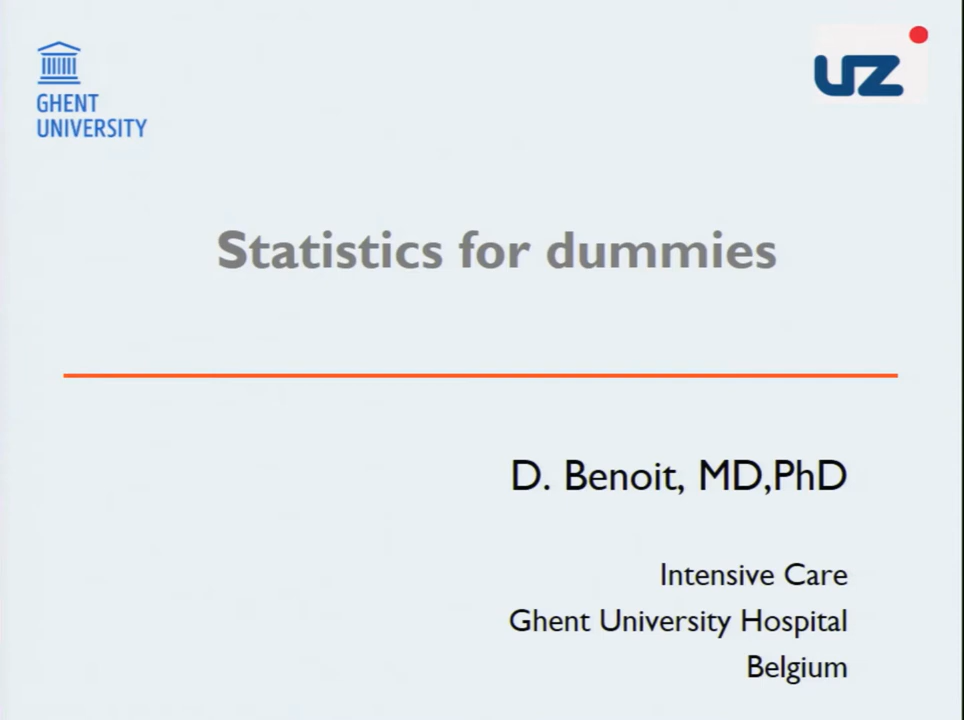 GHENT
UNIVERSITY
UZ
Statistics for dummies
D. Benoit, MD,PhD
Intensive Care
Ghent University Hospital
Belgium